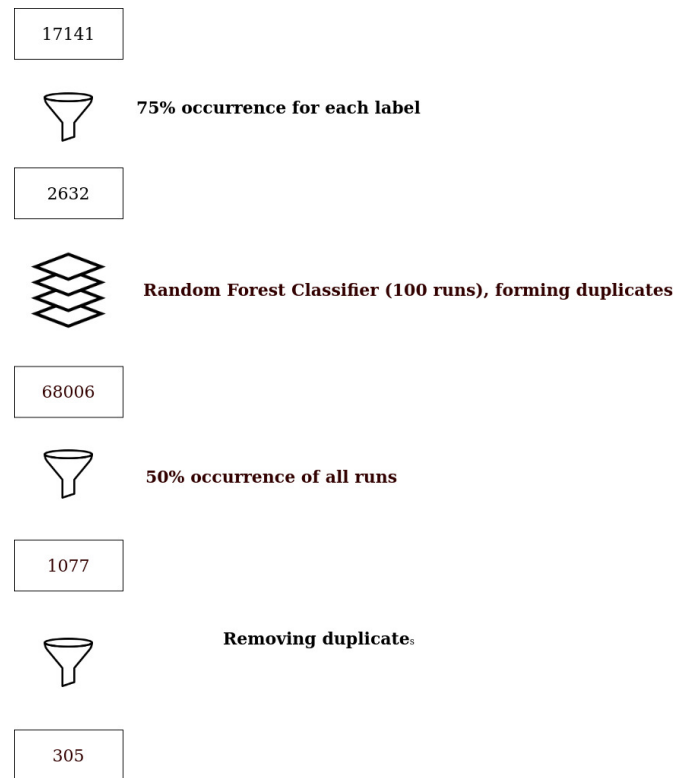 17141
75% occurrence for each label
2632
Random Forest Classifier (100 runs), forming duplicates
68006
50% occurrence of all runs
1077
Removing duplicates
305